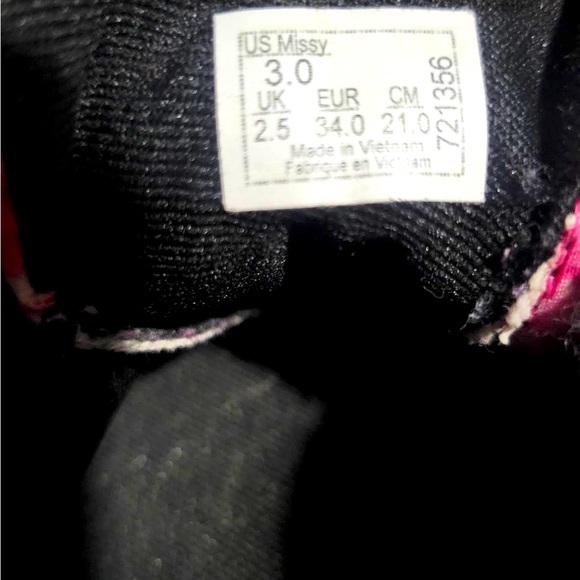 US Missy
3.0
UK EUR CM
2.5 34.0 21.0
Made in Vietnam
Fabriqué en Vietnam
721356